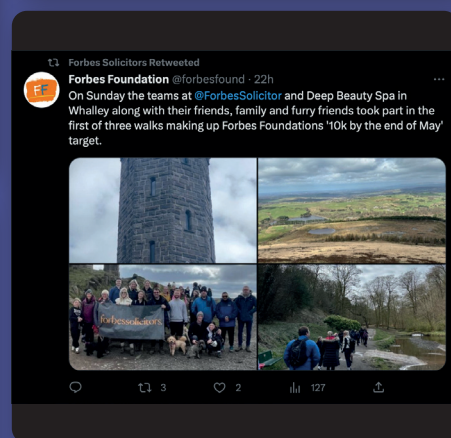 Forbes Solicitors Retweeted
Forbes Foundation @forbesfound · 22h
On Sunday the teams at @ForbesSolicitor and Deep Beauty Spa in
Whalley along with their friends, family and furry friends took part in the
first of three walks making up Forbes Foundations '10k by the end of May'
target.
FF
forbessolicitors.
3 2 127